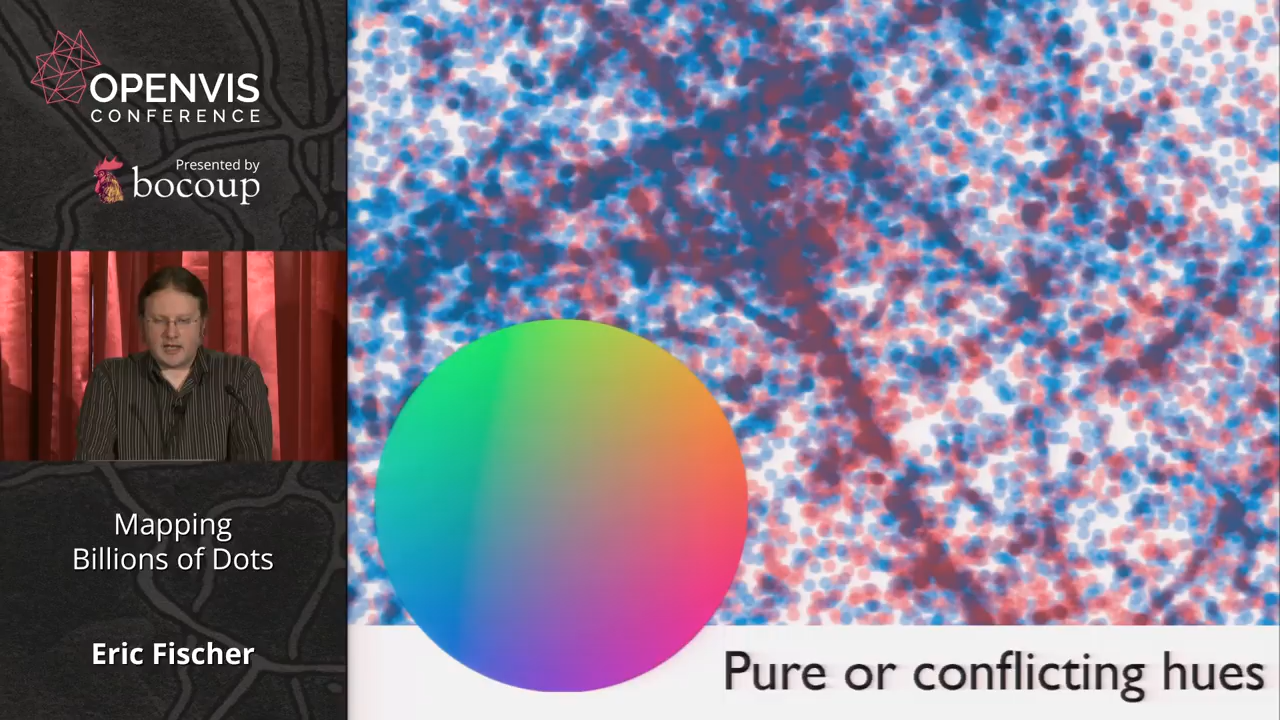 OPENVIS
CONFERENCE
Presented by
bocoup
Mapping
Billions of Dots
Eric Fischer
Pure or conflicting hues